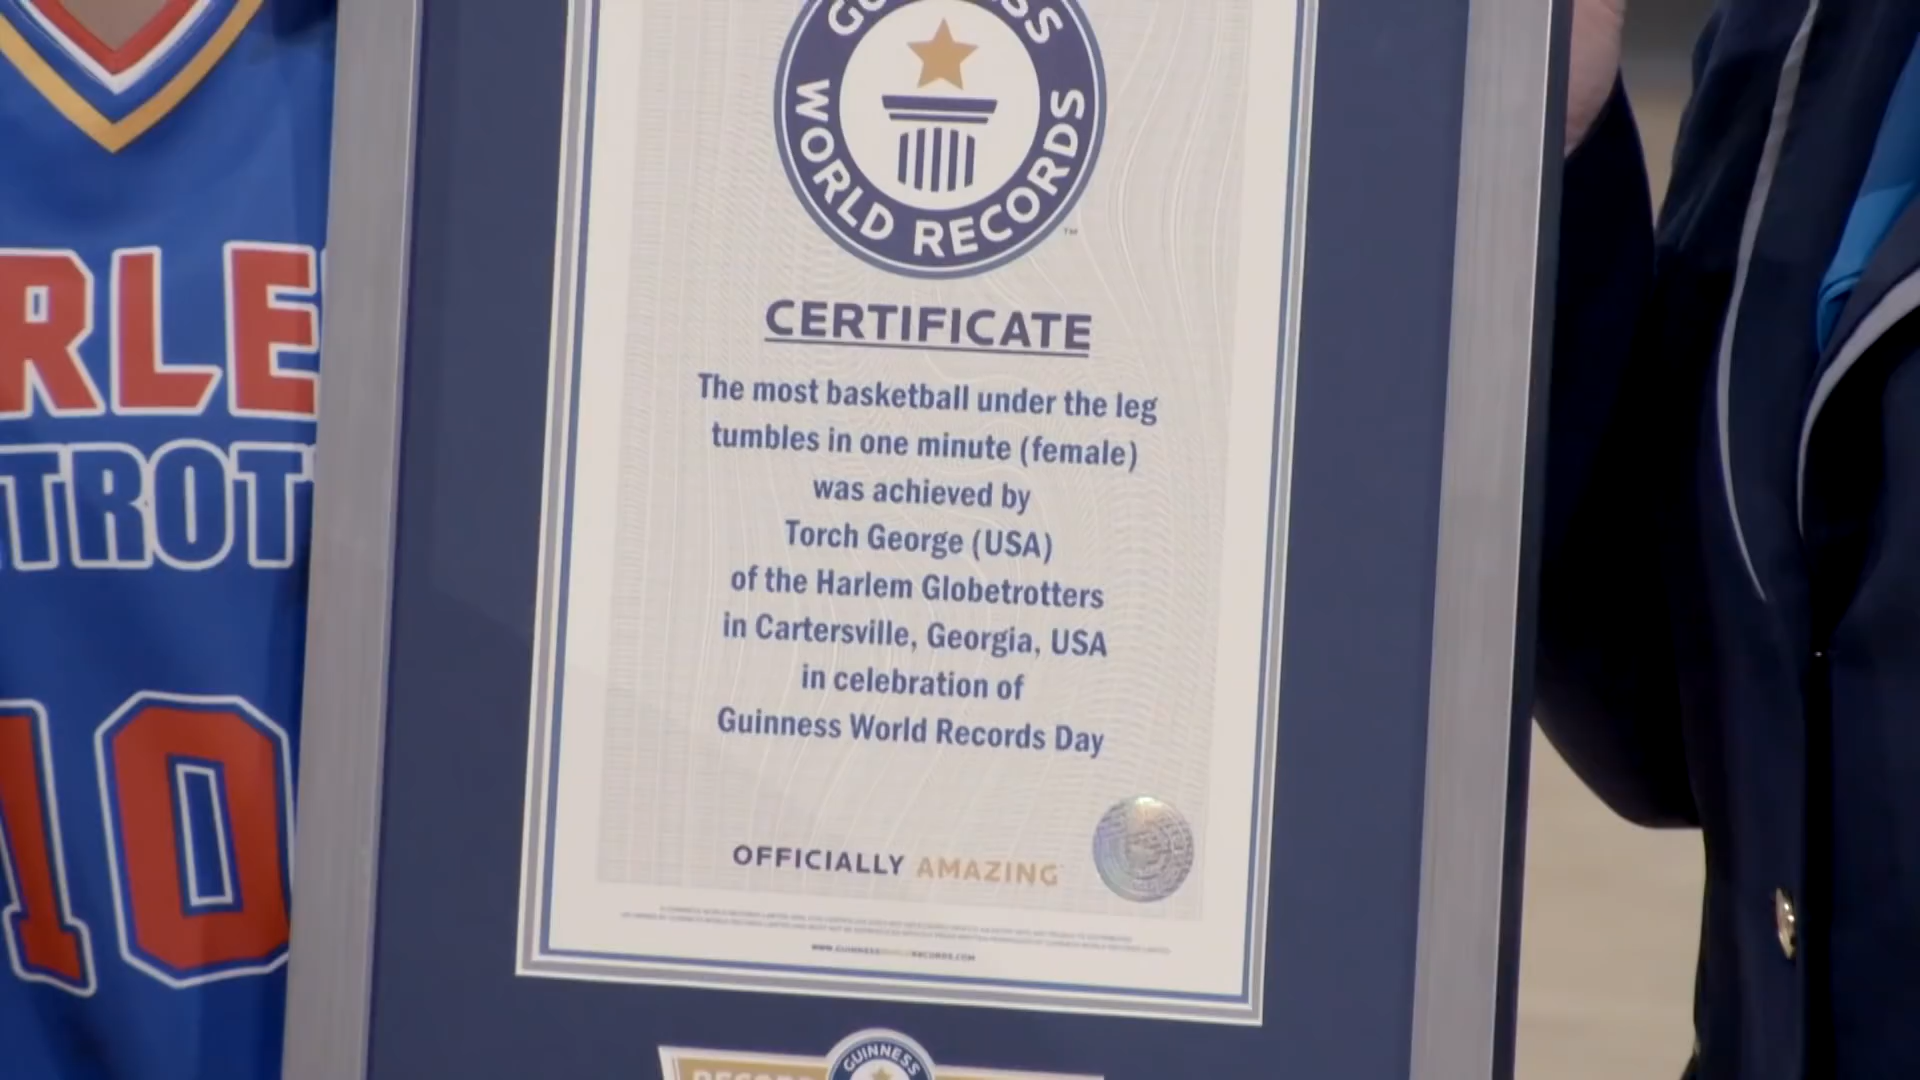 WORLD RECORDS
™
CERTIFICATE
The most basketball under the leg
tumbles in one minute (female)
was achieved by
Torch George (USA)
of the Harlem Globetrotters
in Cartersville, Georgia, USA
in celebration of
Guinness World Records Day
OFFICIALLY AMAZING
RLE
TROT
10
GUINNESS
RECORD